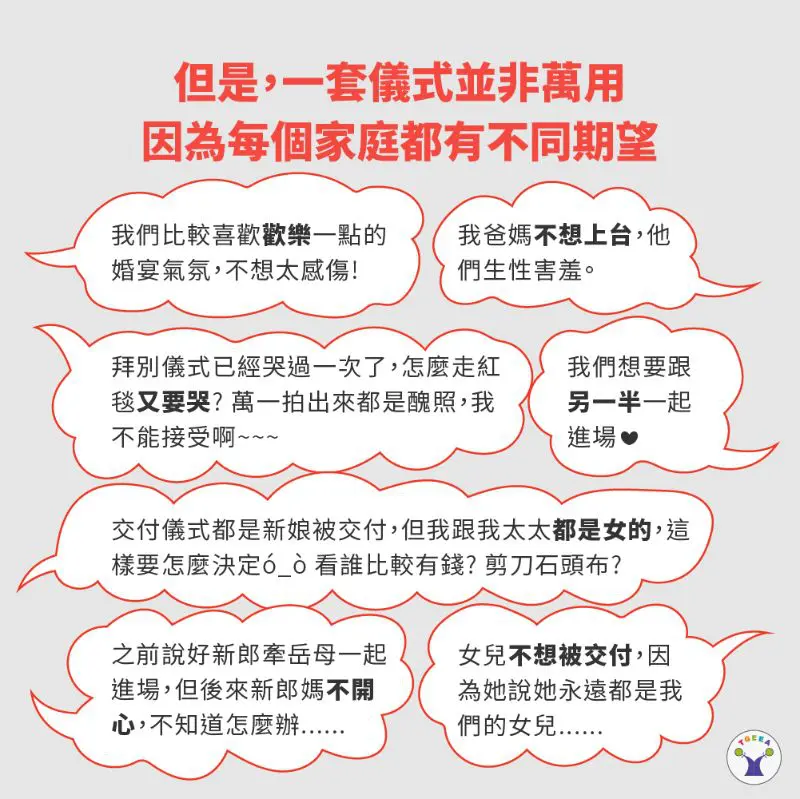 但是，一套儀式並非萬用
因為每個家庭都有不同期望
我們比較喜歡歡樂一點的
婚宴氣氛，不想太感傷！
我爸媽不想上台，他
們生性害羞。
拜別儀式已經哭過一次了，怎麼走紅
毯又要哭？萬一拍出來都是醜照，我
不能接受啊~~~
我們想要跟
另一半一起
進場♥
交付儀式都是新娘被交付，但我跟我太太都是女的，這
樣要怎麼決定ó_ò 看誰比較有錢？剪刀石頭布？
之前說好新郎牽岳母一起
進場，但後來新郎媽不開
心，不知道怎麼辦......
女兒不想被交付，因
為她說她永遠都是我
們的女兒......
TGEEA